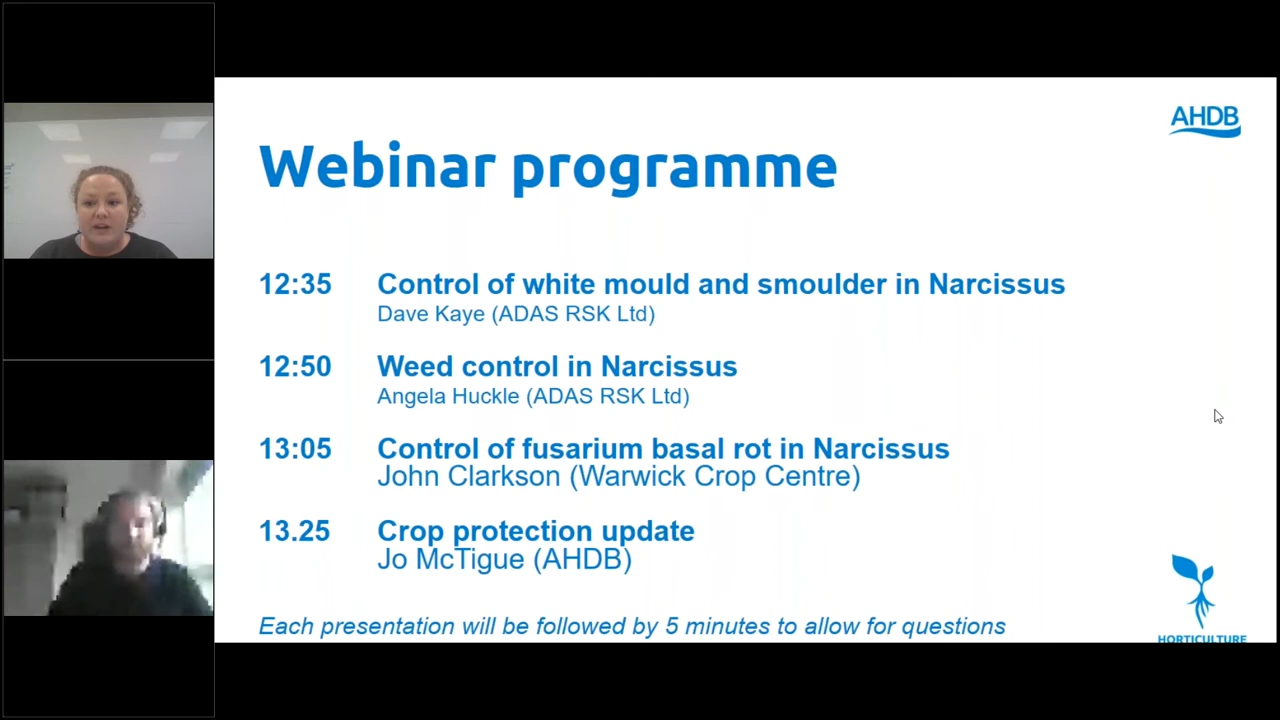 AHDB
Webinar programme
12:35 Control of white mould and smoulder in Narcissus
Dave Kaye (ADAS RSK Ltd)
12:50 Weed control in Narcissus
Angela Huckle (ADAS RSK Ltd)
13:05 Control of fusarium basal rot in Narcissus
John Clarkson (Warwick Crop Centre)
13.25 Crop protection update
Jo McTigue (AHDB)
Each presentation will be followed by 5 minutes to allow for questions
HORTICULTURE